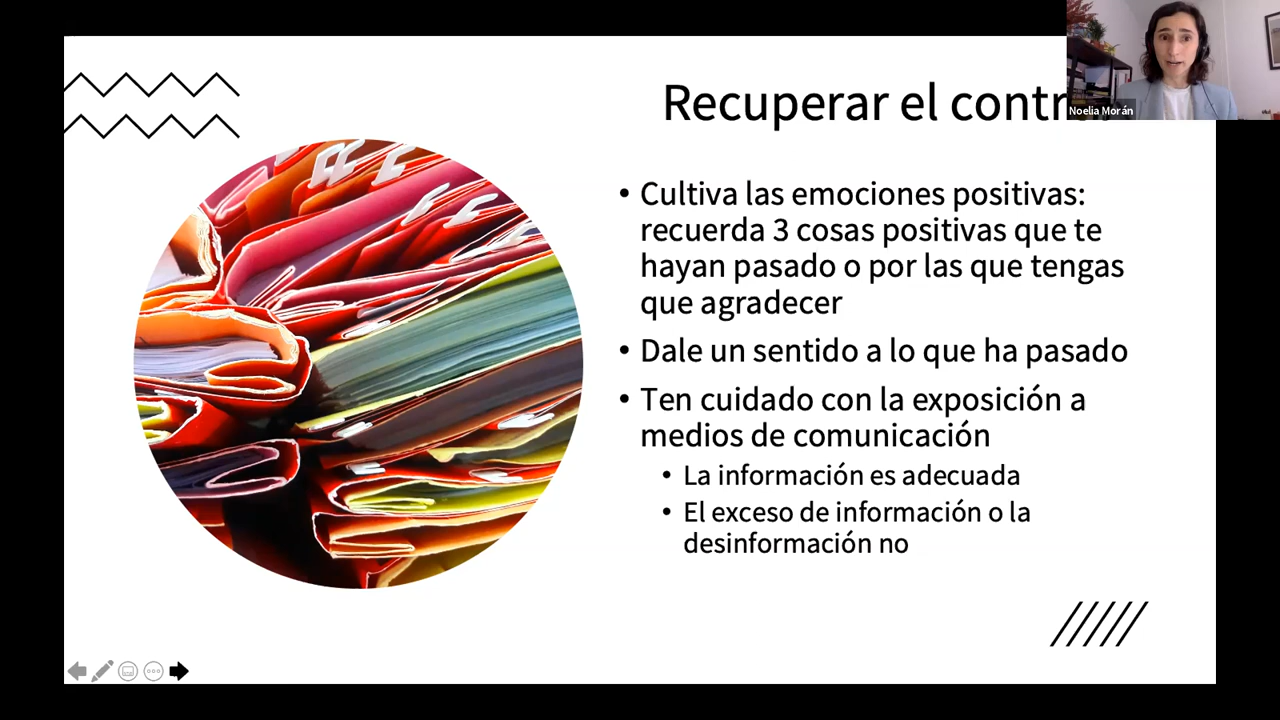 Recuperar el contr
Noelia Morán
• Cultiva las emociones positivas:
recuerda 3 cosas positivas que te
hayan pasado o por las que tengas
que agradecer
• Dale un sentido a lo que ha pasado
• Ten cuidado con la exposición a
medios de comunicación
• La información es adecuada
• El exceso de información o la
desinformación no